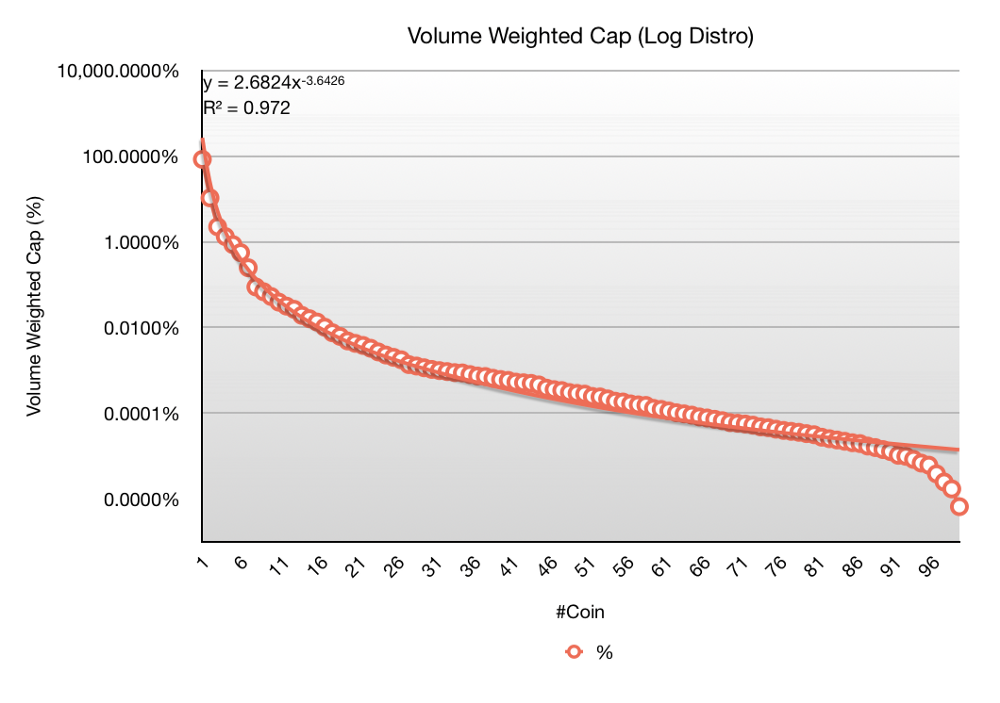 Volume Weighted Cap (Log Distro)
10,000.0000%
y = 2.6824x-3.6426
R² = 0.972
100.0000%
1.0000%
0.0100%
0.0001%
0.0000%
Volume Weighted Cap (%)
1 6 11 16 21 26 31 36 41 46 51 56 61 66 71 76 81 86 91 96
#Coin
%